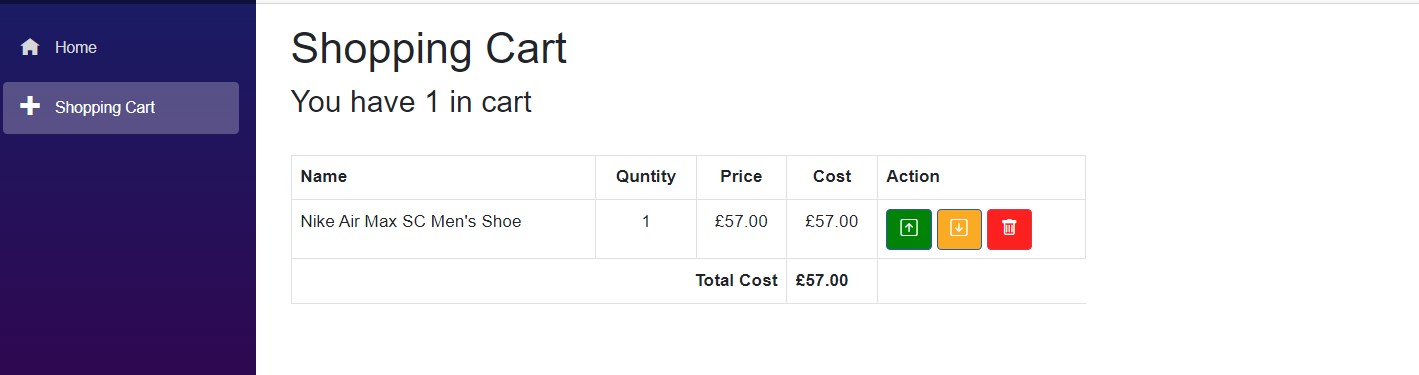 Home
Shopping Cart
Shopping Cart
You have 1 in cart
Name Quntity Price Cost Action
Nike Air Max SC Men's Shoe 1 £57.00 £57.00
Total Cost £57.00